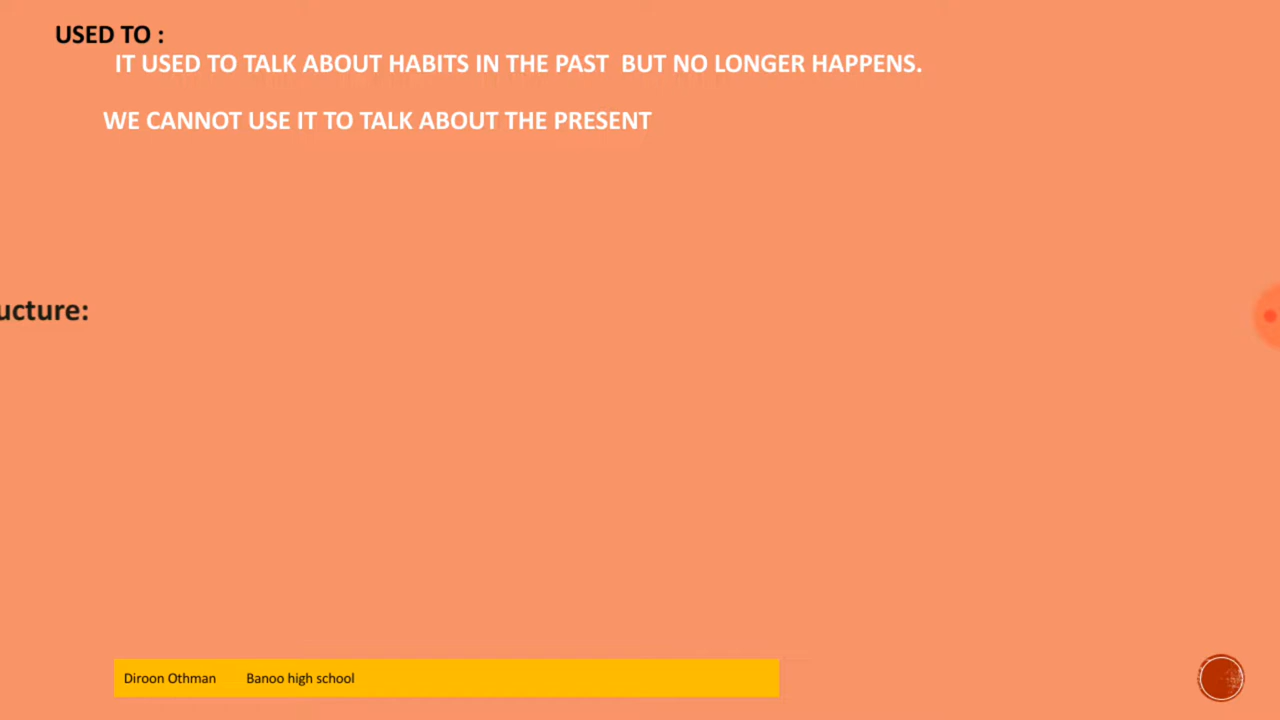 USED TO :
IT USED TO TALK ABOUT HABITS IN THE PAST BUT NO LONGER HAPPENS.
WE CANNOT USE IT TO TALK ABOUT THE PRESENT
ucture:
Diroon Othman Banoo high school